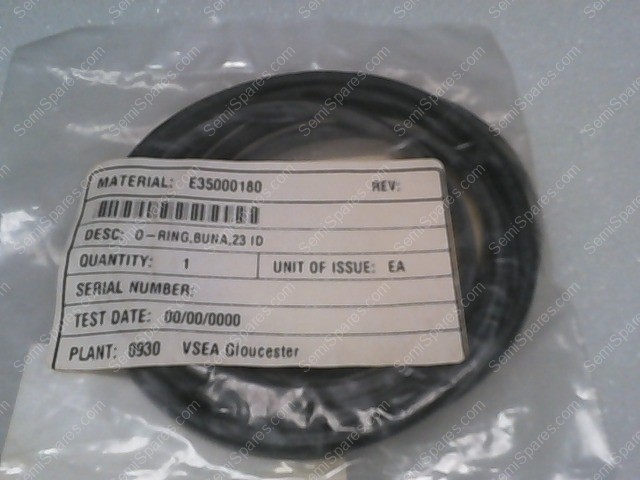 MATERIAL: E35000180 REV:
DESC: O-RING,BUNA,23 ID
QUANTITY: 1 UNIT OF ISSUE: EA
SERIAL NUMBER:
TEST DATE: 00/00/0000
PLANT: 8930 VSEA Gloucester
SemiSpares.com